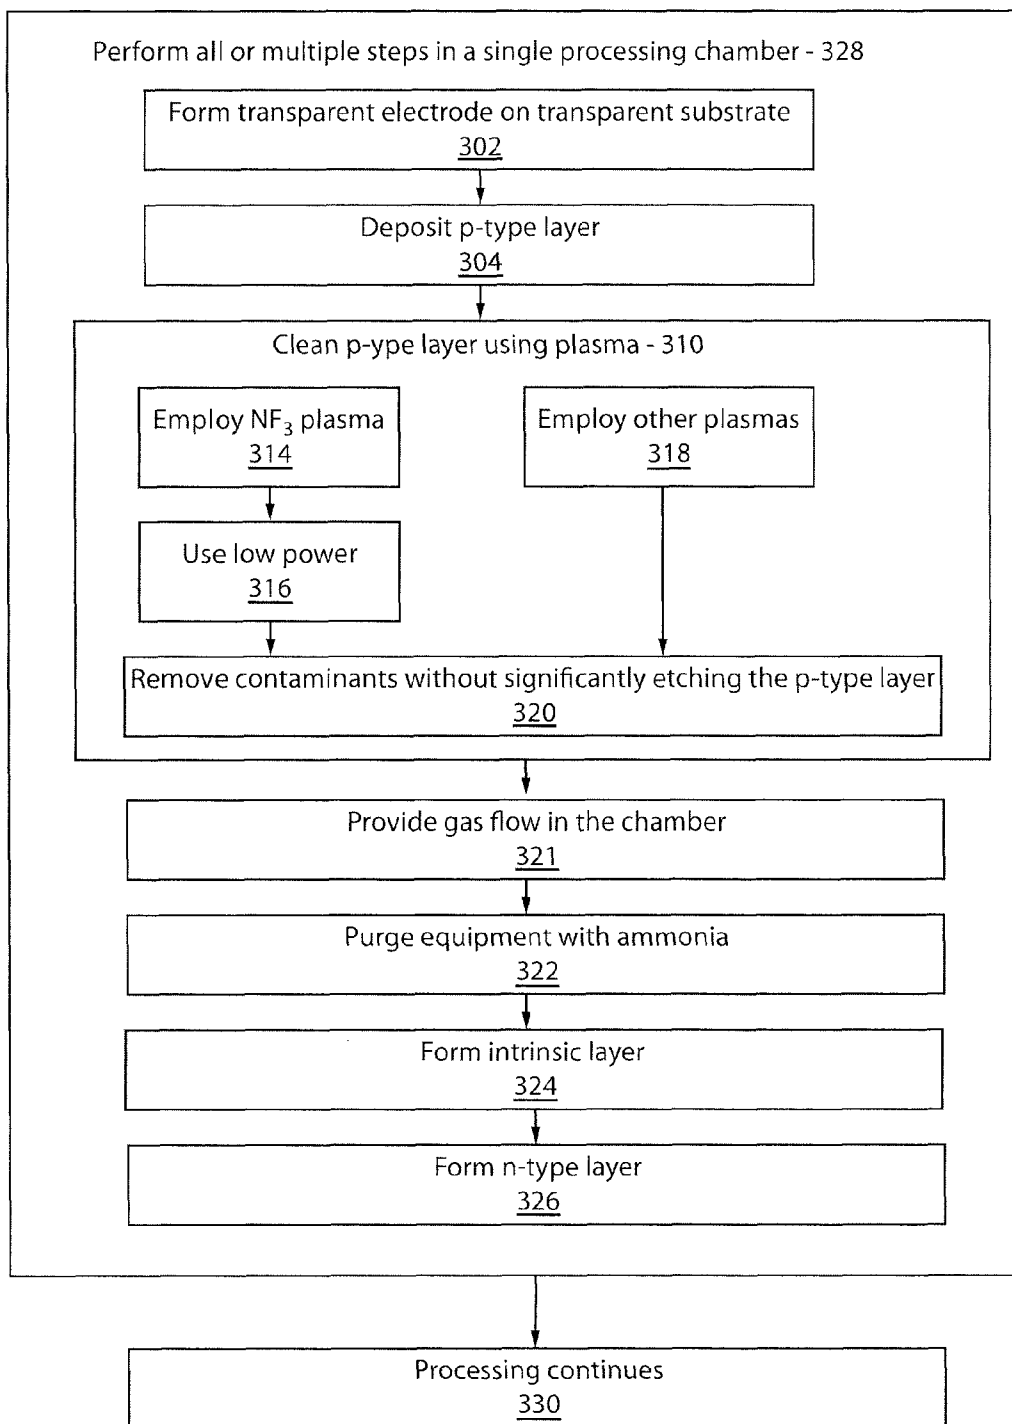 Perform all or multiple steps in a single processing chamber - 328
Form transparent electrode on transparent substrate
302
Deposit p-type layer
304
Clean p-ype layer using plasma - 310
Employ NF3 plasma
314
Employ other plasmas
318
Use low power
316
Remove contaminants without significantly etching the p-type layer
320
Provide gas flow in the chamber
321
Purge equipment with ammonia
322
Form intrinsic layer
324
Form n-type layer
326
Processing continues
330